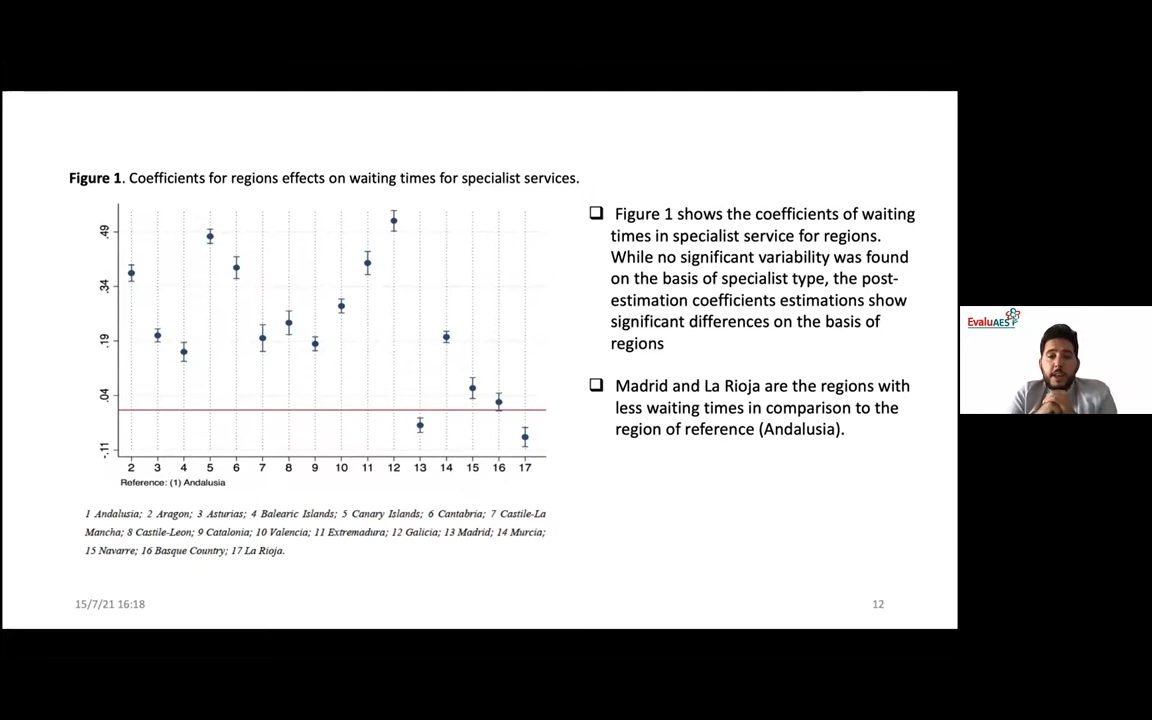 Figure 1. Coefficients for regions effects on waiting times for specialist services.
.49
.34
.19
.04
-.11
2 3 4 5 6 7 8 9 10 11 12 13 14 15 16 17
Reference: (1) Andalusia
1 Andalusia; 2 Aragon; 3 Asturias; 4 Balearic Islands; 5 Canary Islands; 6 Cantabria; 7 Castile-La
Mancha; 8 Castile-Leon; 9 Catalonia; 10 Valencia; 11 Extremadura; 12 Galicia; 13 Madrid; 14 Murcia;
15 Navarre; 16 Basque Country; 17 La Rioja.
Figure 1 shows the coefficients of waiting
times in specialist service for regions.
While no significant variability was found
on the basis of specialist type, the post-
estimation coefficients estimations show
significant differences on the basis of
regions
Madrid and La Rioja are the regions with
less waiting times in comparison to the
region of reference (Andalusia).
15/7/21 16:18
12
EvaluAES